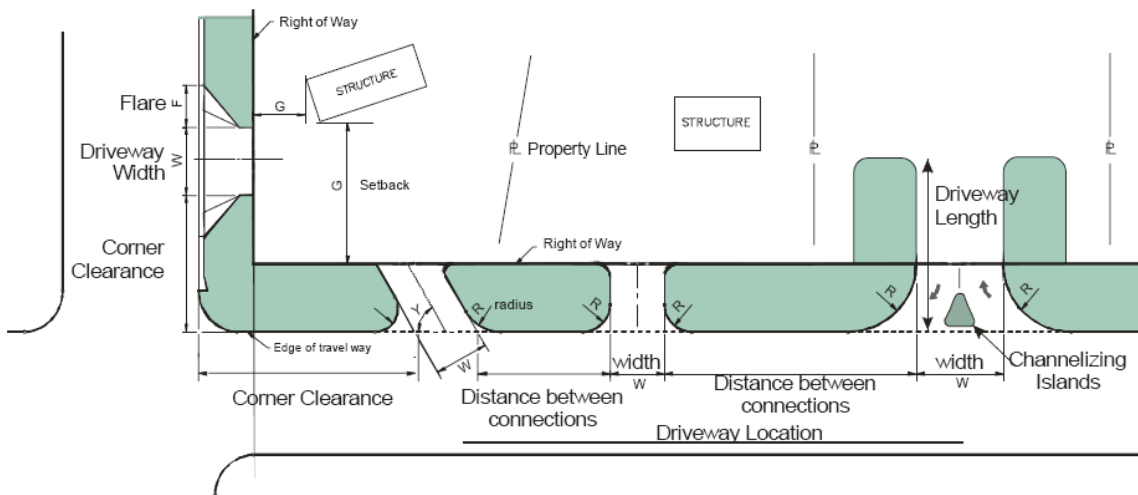 Right of Way
STRUCTURE
Flare
F
G
Driveway
Width
W
STRUCTURE
℄ Property Line
℄
℄
G
Setback
Driveway
Length
Corner
Clearance
Right of Way
R
radius
R
R
R
R
Y
Edge of travel way
W
width
W
width
W
Channelizing
Islands
Corner Clearance
Distance between
connections
Distance between
connections
Driveway Location